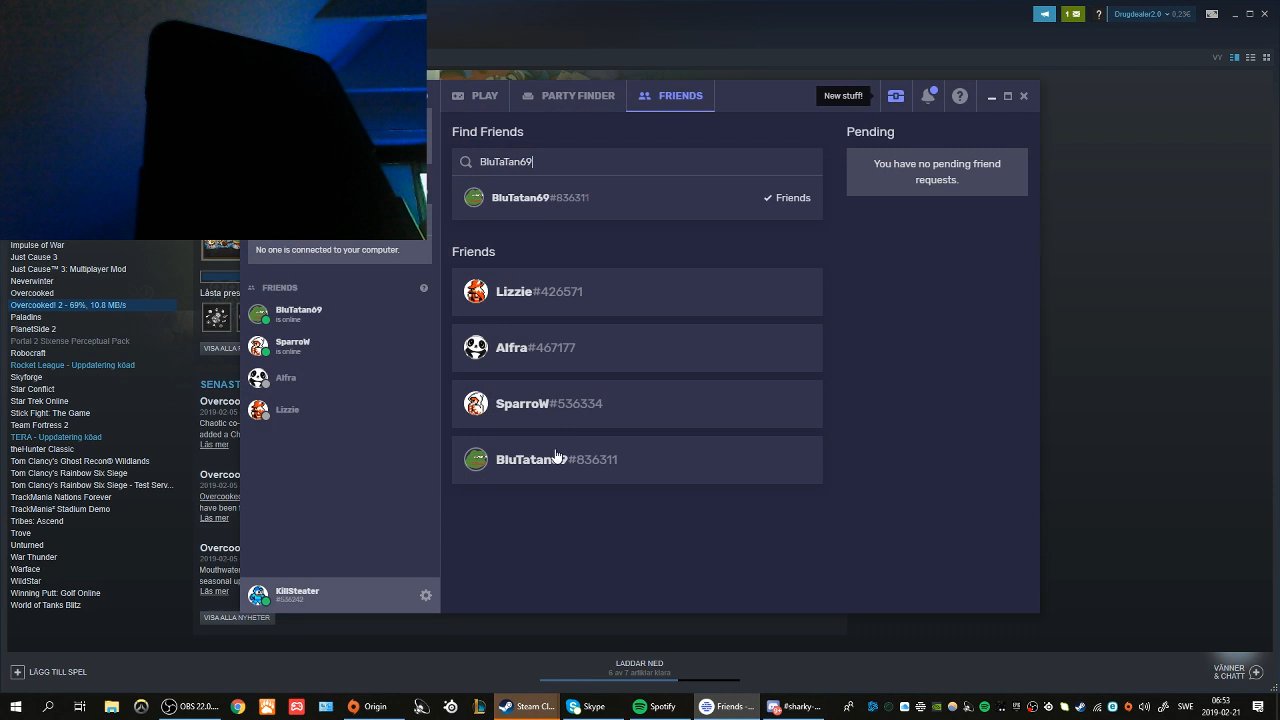 Drugdealer2.0
0,23€
VY
PLAY
PARTY FINDER
FRIENDS
New stuff!
Find Friends
BluTaTan69
BluTatan69#836311
Friends
Pending
You have no pending friend
requests.
Friends
Lizzie#426571
Alfra#467177
SparroW#536334
#836311
No one is connected to your computer.
FRIENDS
BluTatan69
is online
SparroW
is online
Alfra
Lizzie
KillSteater
#536242
Impulse of War
Just Cause 3
Just Cause™ 3: Multiplayer Mod
Neverwinter
Overcooked
Overcooked! 2 - 69%, 10.8 MB/s
Paladins
PlanetSide 2
Portal 2 Sixense Perceptual Pack
Robocraft
Rocket League - Uppdatering köad
Skyforge
Star Conflict
Star Trek Online
Stick Fight: The Game
Team Fortress 2
TERA - Uppdatering köad
theHunter Classic
Tom Clancy's Ghost Recon® Wildlands
Tom Clancy's Rainbow Six Siege
Tom Clancy's Rainbow Six Siege - Test Serv...
TrackMania Nations Forever
TrackMania² Stadium Demo
Tribes: Ascend
Trove
Unturned
War Thunder
Warface
WildStar
Winning Putt: Golf Online
World of Tanks Blitz
Låsta pres
VISA ALLA
SENAST
Overcoo
2019-02-05
Chaotic co-
added a Ch
Läs mer
Overcoo
2019-02-05
Overcooke
have been f
Läs mer
Overcoo
2019-02-05
Mouthwate
seasonal u
Läs mer
VISA ALLA NYHETER
LÄGG TILL SPEL
LADDAR NED
6 av 7 artiklar klara
VÄNNER
& CHATT
OBS 22.0....
Origin
Steam Cl...
Skype
Spotify
Friends -...
#sharky-...
SWE
06:53
2019-02-21